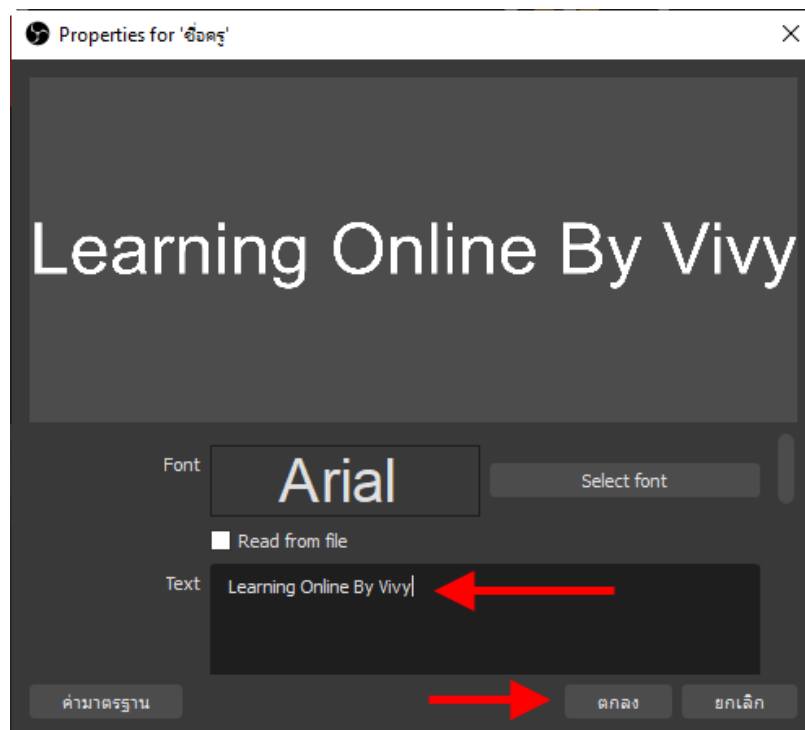 Properties for 'ชื่อครู'
Learning Online By Vivy
Font
Arial
Select font
Read from file
Text
Learning Online By Vivy
ค่ามาตรฐาน
ตกลง
ยกเลิก